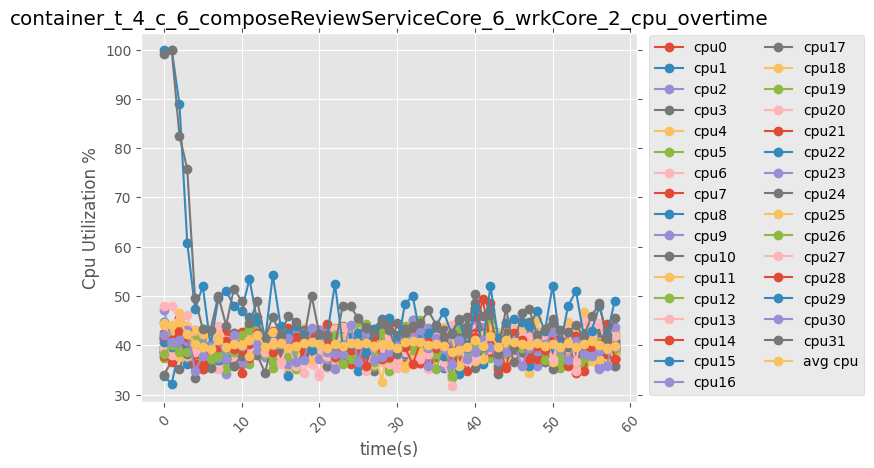 container_t_4_c_6_composeReviewServiceCore_6_wrkCore_2_cpu_overtime
Cpu Utilization %
100
90
80
70
60
50
40
30
0
10
20
30
40
50
60
time(s)
cpu0
cpu1
cpu2
cpu3
cpu4
cpu5
cpu6
cpu7
cpu8
cpu9
cpu10
cpu11
cpu12
cpu13
cpu14
cpu15
cpu16
cpu17
cpu18
cpu19
cpu20
cpu21
cpu22
cpu23
cpu24
cpu25
cpu26
cpu27
cpu28
cpu29
cpu30
cpu31
avg cpu